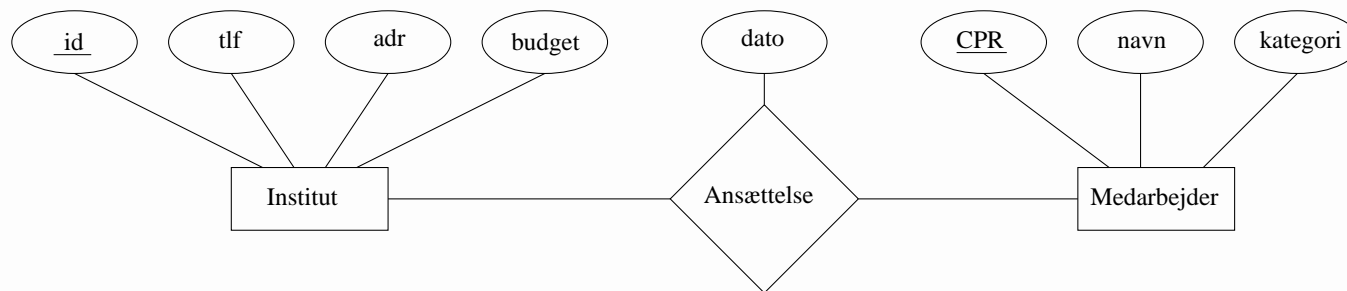 id
tlf
adr
budget
dato
CPR
navn
kategori
Institut
Ansættelse
Medarbejder